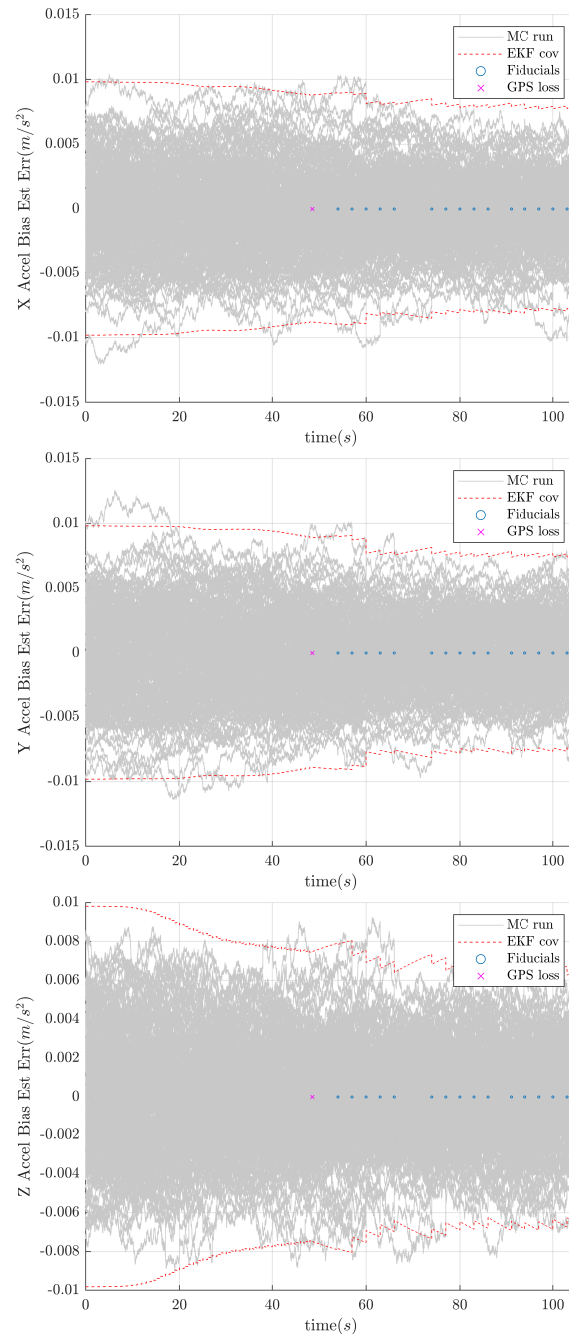 MC run
EKF cov
Fiducials
GPS loss
0.015
0.01
0.005
0
-0.005
-0.01
-0.015
X Accel Bias Est Err(m/s²)
0 20 40 60 80 100
time(s)
MC run
EKF cov
Fiducials
GPS loss
0.015
0.01
0.005
0
-0.005
-0.01
-0.015
Y Accel Bias Est Err(m/s²)
0 20 40 60 80 100
time(s)
MC run
EKF cov
Fiducials
GPS loss
0.01
0.008
0.006
0.004
0.002
0
-0.002
-0.004
-0.006
-0.008
-0.01
Z Accel Bias Est Err(m/s²)
0 20 40 60 80 100
time(s)